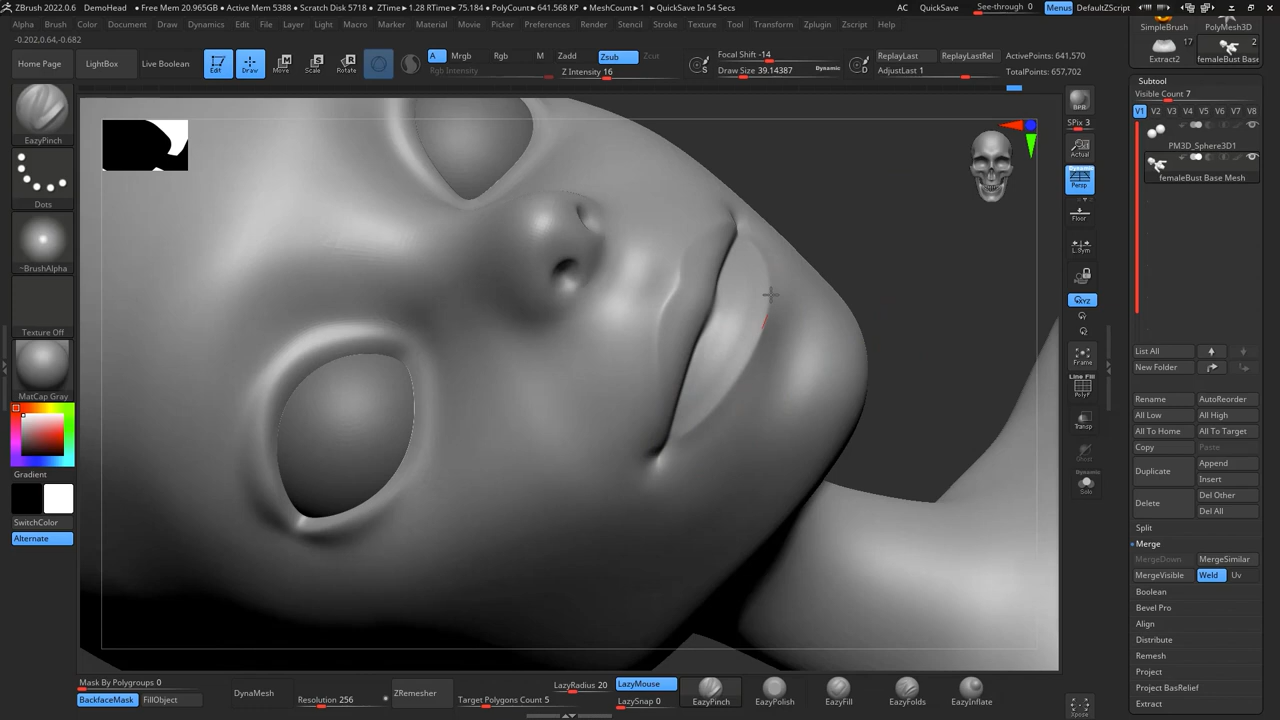 ZBrush 2022.0.6 DemoHead • Free Mem 20.965GB • Active Mem 5388 • Scratch Disk 5718 • ZTime ▸ 1.28 RTime ▸ 75.184 • PolyCount ▸ 641.568 KP • MeshCount ▸ 1 • QuickSave In 54 Secs AC QuickSave See-through 0 Menus DefaultZScript
Alpha Brush Color Document Draw Dynamics Edit File Layer Light Macro Marker Material Movie Picker Preferences Render Stencil Stroke Texture Tool Transform Zplugin Zscript Help
-0.202,0.64,-0.682
Home Page LightBox Live Boolean Edit Draw Move Scale Rotate A Mrgb Rgb M Zadd Zsub Zcut
Rgb Intensity Z Intensity 16
Focal Shift -14
Draw Size 39.14387 Dynamic
S D
ReplayLast ReplayLastRel
AdjustLast 1
ActivePoints: 641,570
TotalPoints: 657,702
EazyPinch
Dots
~BrushAlpha
Texture Off
MatCap Gray
Gradient
SwitchColor
Alternate
BPR
SPix 3
Actual
Dynamic
Persp
Floor
L.Sym
XYZ
Frame
Line Fill
PolyF
Transp
Ghost
Dynamic
Solo
Xpose
SimpleBrush PolyMesh3D
17 2
Extract2 femaleBust Base
Subtool
Visible Count 7
V1 V2 V3 V4 V5 V6 V7 V8
PM3D_Sphere3D1
femaleBust Base Mesh
List All
New Folder
Rename AutoReorder
All Low All High
All To Home All To Target
Copy Paste
Duplicate Append
Insert
Delete Del Other
Del All
Split
Merge
MergeDown MergeSimilar
MergeVisible Weld Uv
Boolean
Bevel Pro
Align
Distribute
Remesh
Project
Project BasRelief
Extract
Mask By Polygroups 0
BackfaceMask FillObject
DynaMesh
Resolution 256
ZRemesher
Target Polygons Count 5
LazyRadius 20
LazyMouse
LazySnap 0
EazyPinch EazyPolish EazyFill EazyFolds EazyInflate